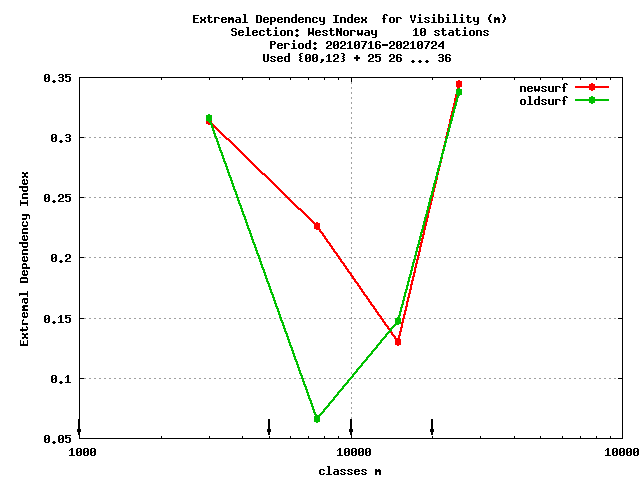 Extremal Dependency Index  for Visibility (m)
Selection: WestNorway     10 stations
Period: 20210716-20210724
Used {00,12} + 25 26 ... 36
newsurf
oldsurf
Extremal Dependency Index
0.35
0.3
0.25
0.2
0.15
0.1
0.05
1000 10000 10000
classes m